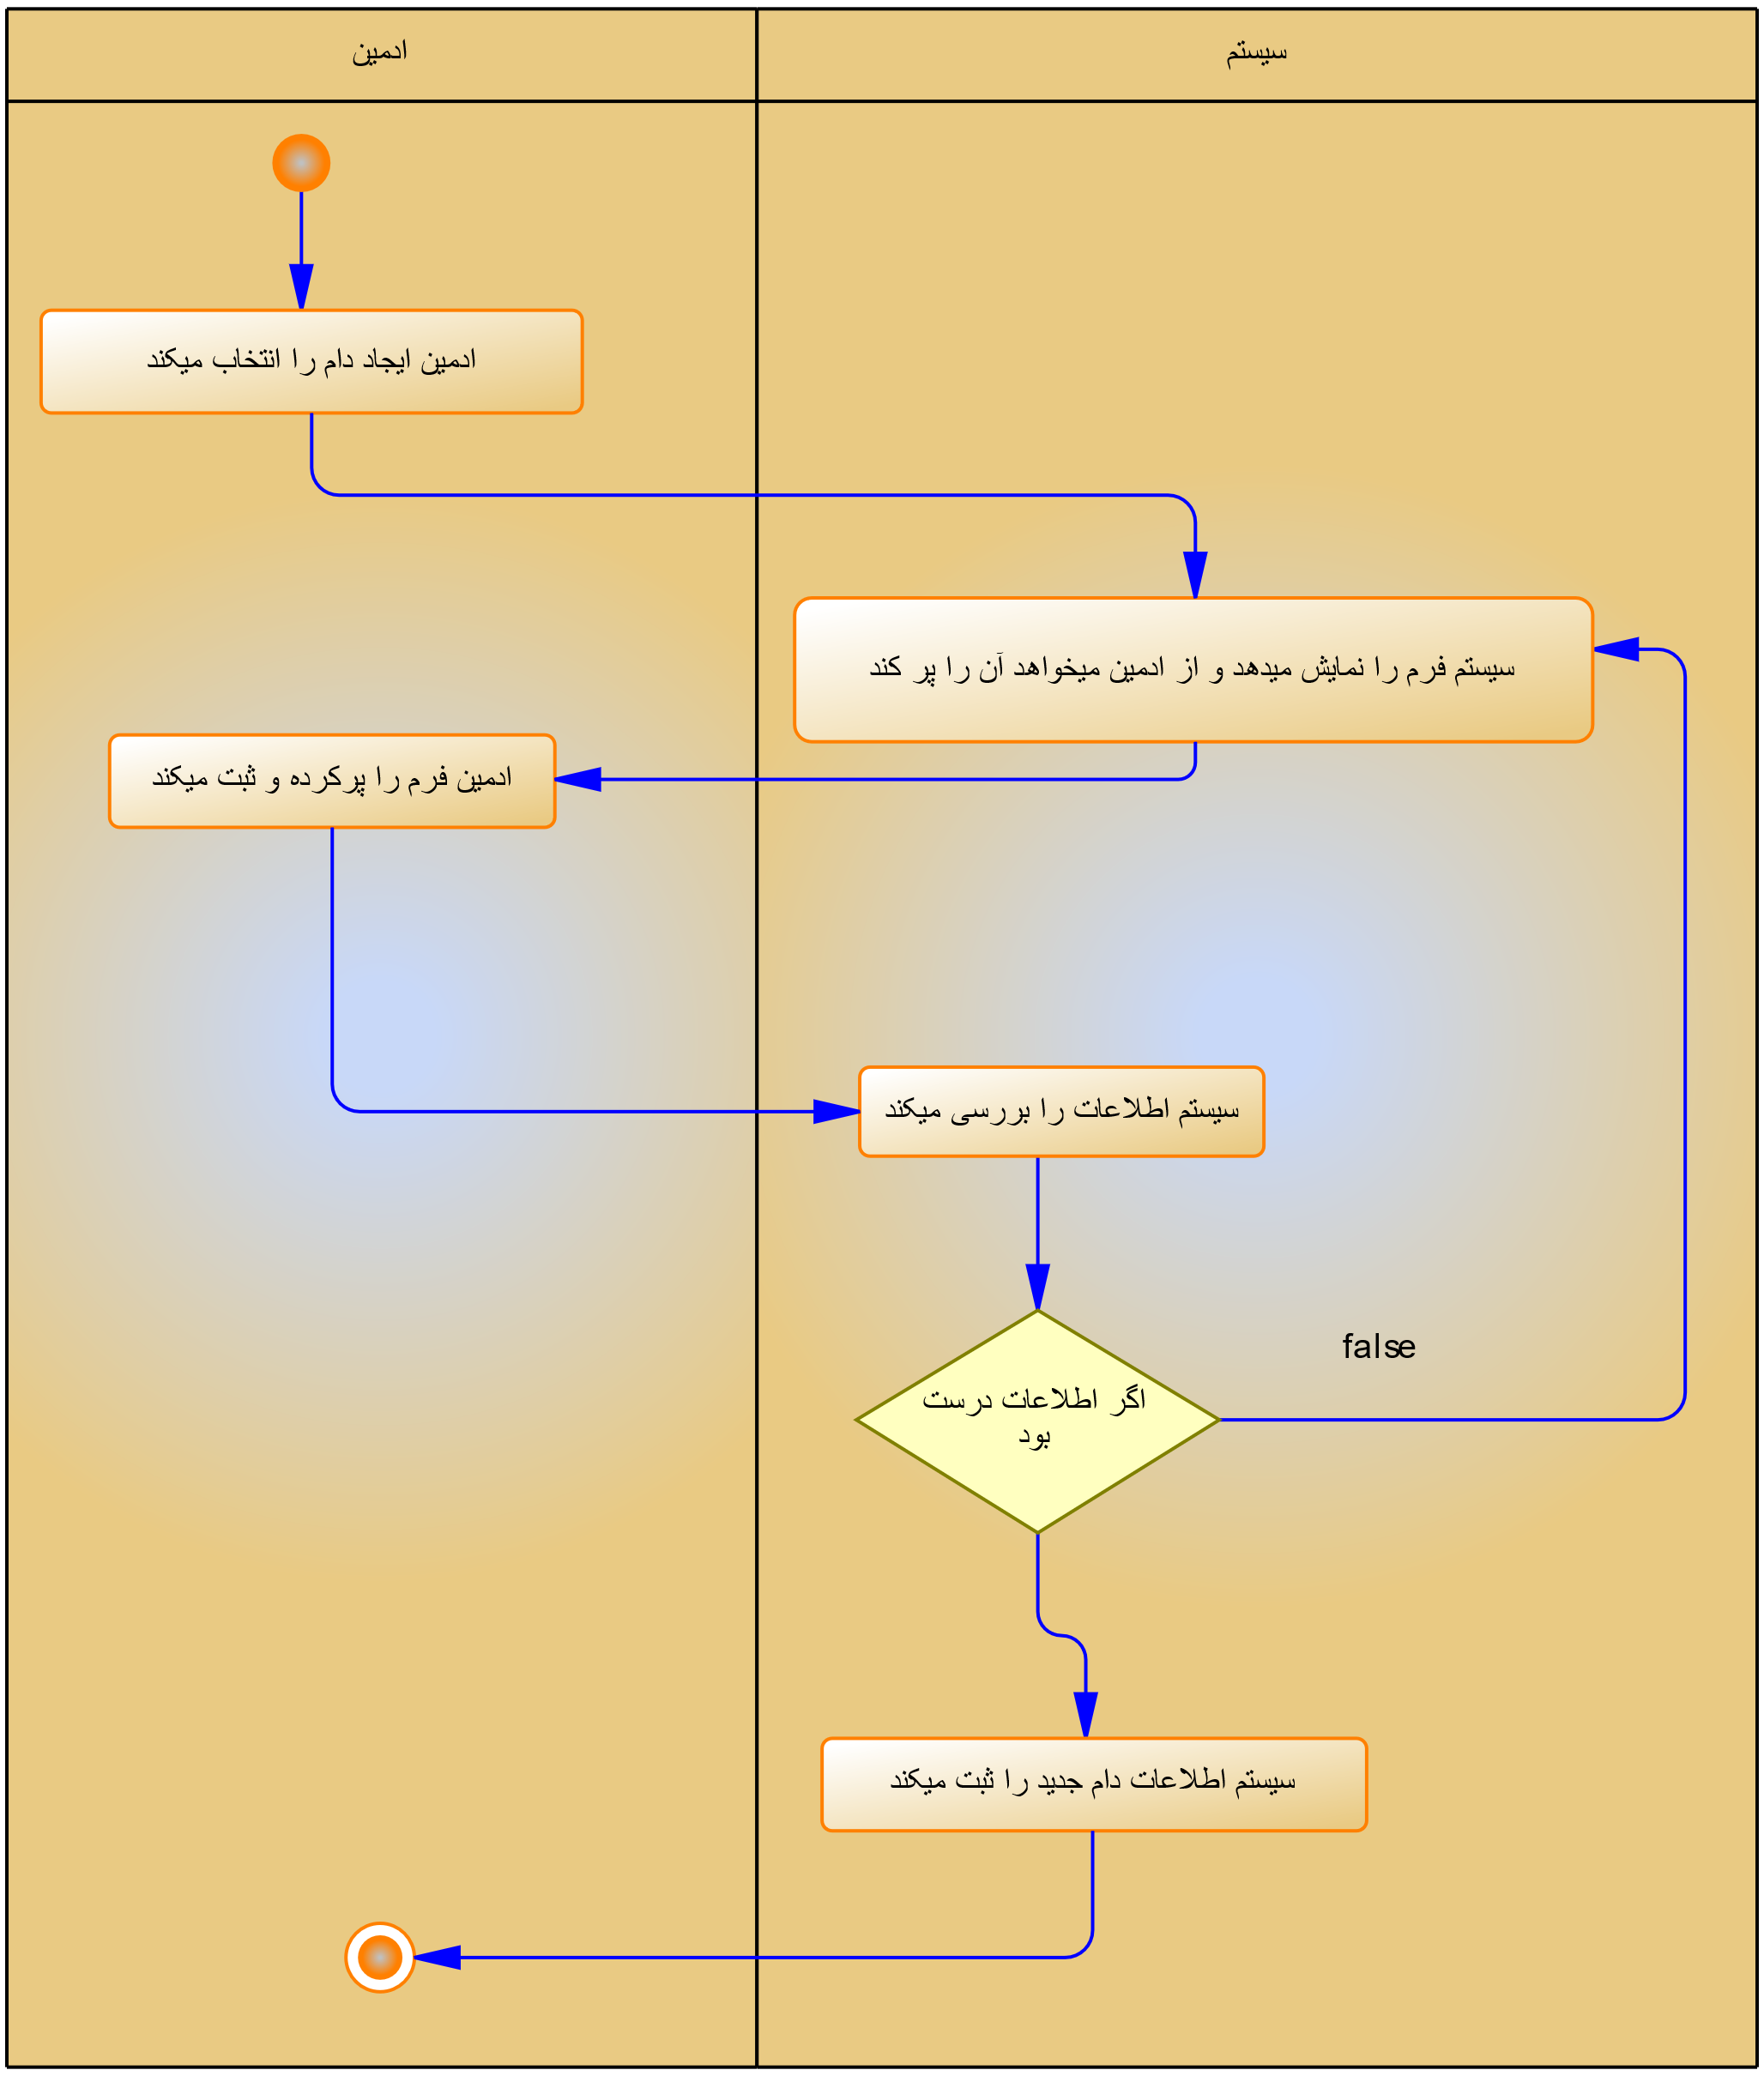 ادمین
سیستم
ادمین ایجاد دام را انتخاب میکند
سیستم فرم را نمایش میدهد و از ادمین میخواهد آن را پر کند
ادمین فرم را پرکرده و ثبت میکند
سیستم اطلاعات را بررسی میکند
اگر اطلاعات درست
بود
false
سیستم اطلاعات دام جدید را ثبت میکند